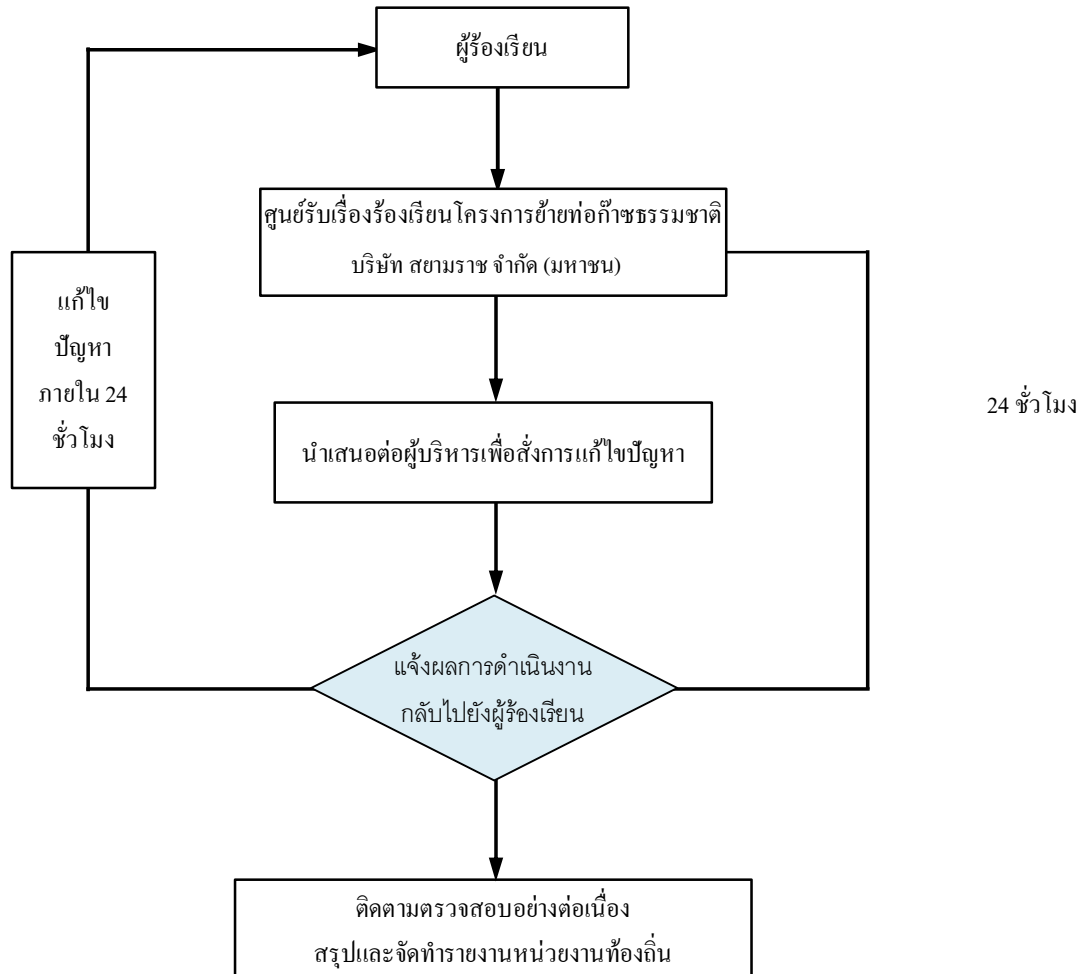 ผู้ร้องเรียน
ศูนย์รับเรื่องร้องเรียนโครงการย้ายท่อก๊าซธรรมชาติ
บริษัท สยามราช จำกัด (มหาชน)
แก้ไข
ปัญหา
ภายใน 24
ชั่วโมง
24 ชั่วโมง
นำเสนอต่อผู้บริหารเพื่อสั่งการแก้ไขปัญหา
แจ้งผลการดำเนินงาน
กลับไปยังผู้ร้องเรียน
ติดตามตรวจสอบอย่างต่อเนื่อง
สรุปและจัดทำรายงานหน่วยงานท้องถิ่น